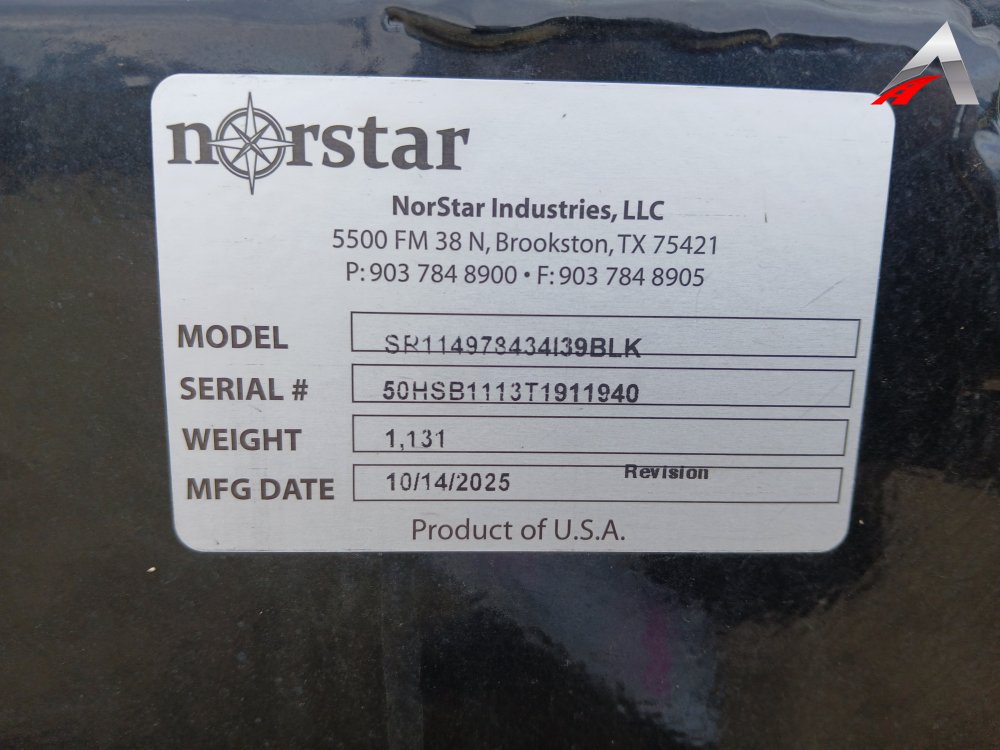 norstar
NorStar Industries, LLC
5500 FM 38 N, Brookston, TX 75421
P: 903 784 8900 • F: 903 784 8905
MODEL SR114978434I39BLK
SERIAL # 50HSB1113T1911940
WEIGHT 1,131
Revision
MFG DATE 10/14/2025
Product of U.S.A.